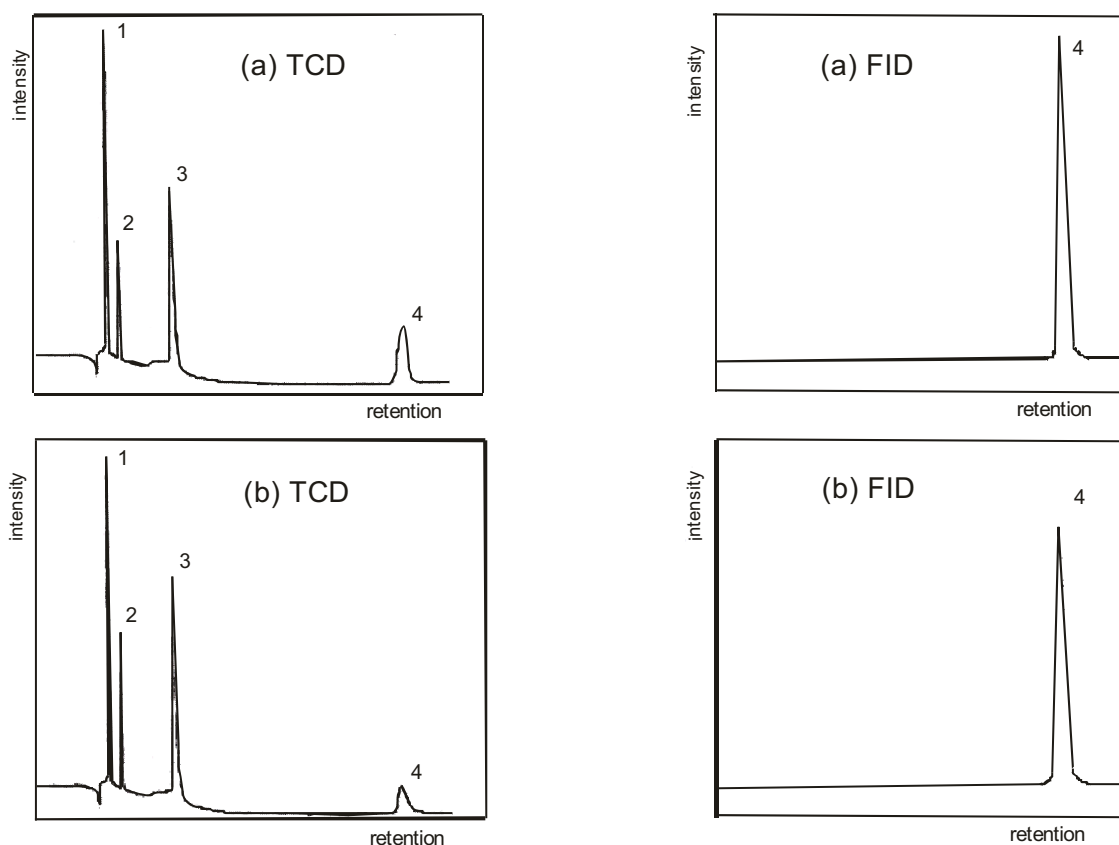 intensity
1
(a) TCD
2
3
4
retention
intensity
(a) FID
4
retention
intensity
1
(b) TCD
2
3
4
retention
intensity
(b) FID
4
retention